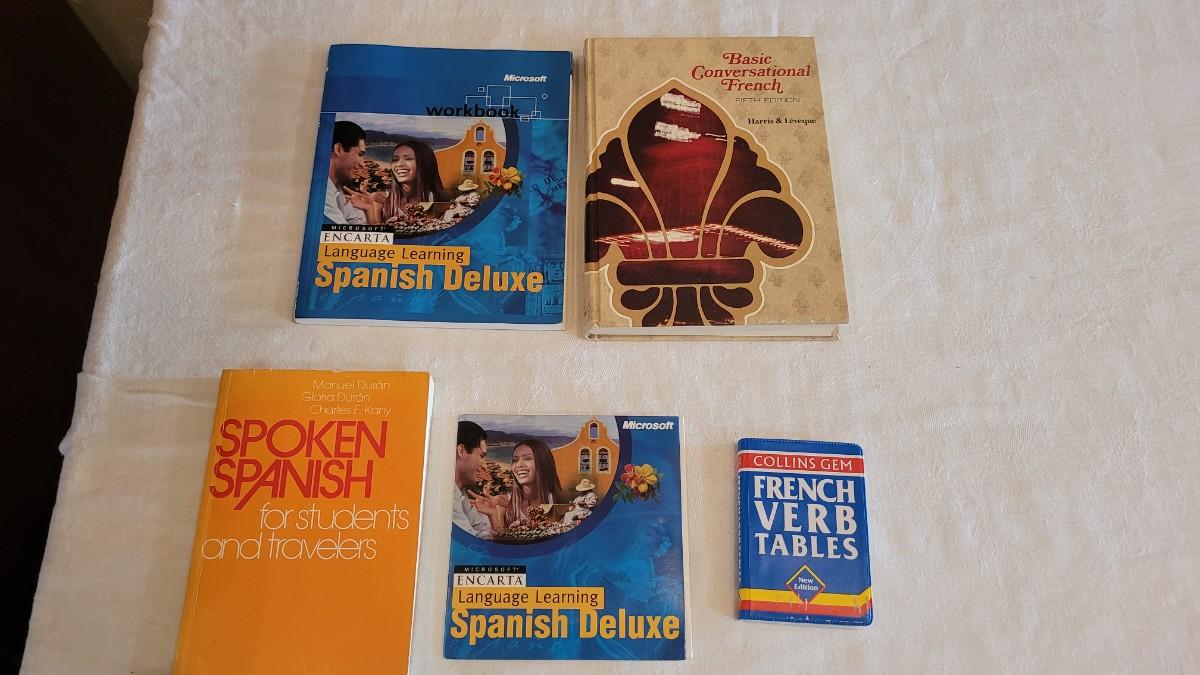 Microsoft
workbook
MICROSOFT
ENCARTA
Language Learning
Spanish Deluxe
español
Basic
Conversational
French
FIFTH EDITION
Harris & Lévêque
Manuel Durán
Gloria Durán
Charles E. Kany
SPOKEN
SPANISH
for students
and travelers
Microsoft
MICROSOFT
ENCARTA
Language Learning
Spanish Deluxe
COLLINS GEM
FRENCH
VERB
TABLES
New
Edition